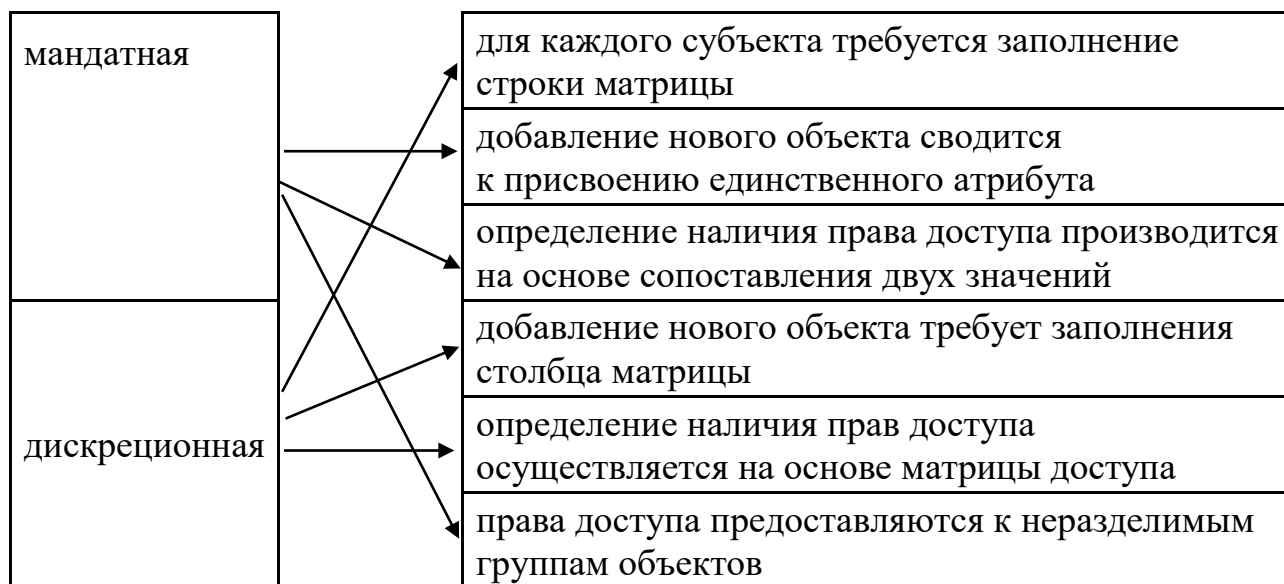 мандатная
дискреционная
для каждого субъекта требуется заполнение
строки матрицы
добавление нового объекта сводится
к присвоению единственного атрибута
определение наличия права доступа производится
на основе сопоставления двух значений
добавление нового объекта требует заполнения
столбца матрицы
определение наличия прав доступа
осуществляется на основе матрицы доступа
права доступа предоставляются к неразделимым
группам объектов